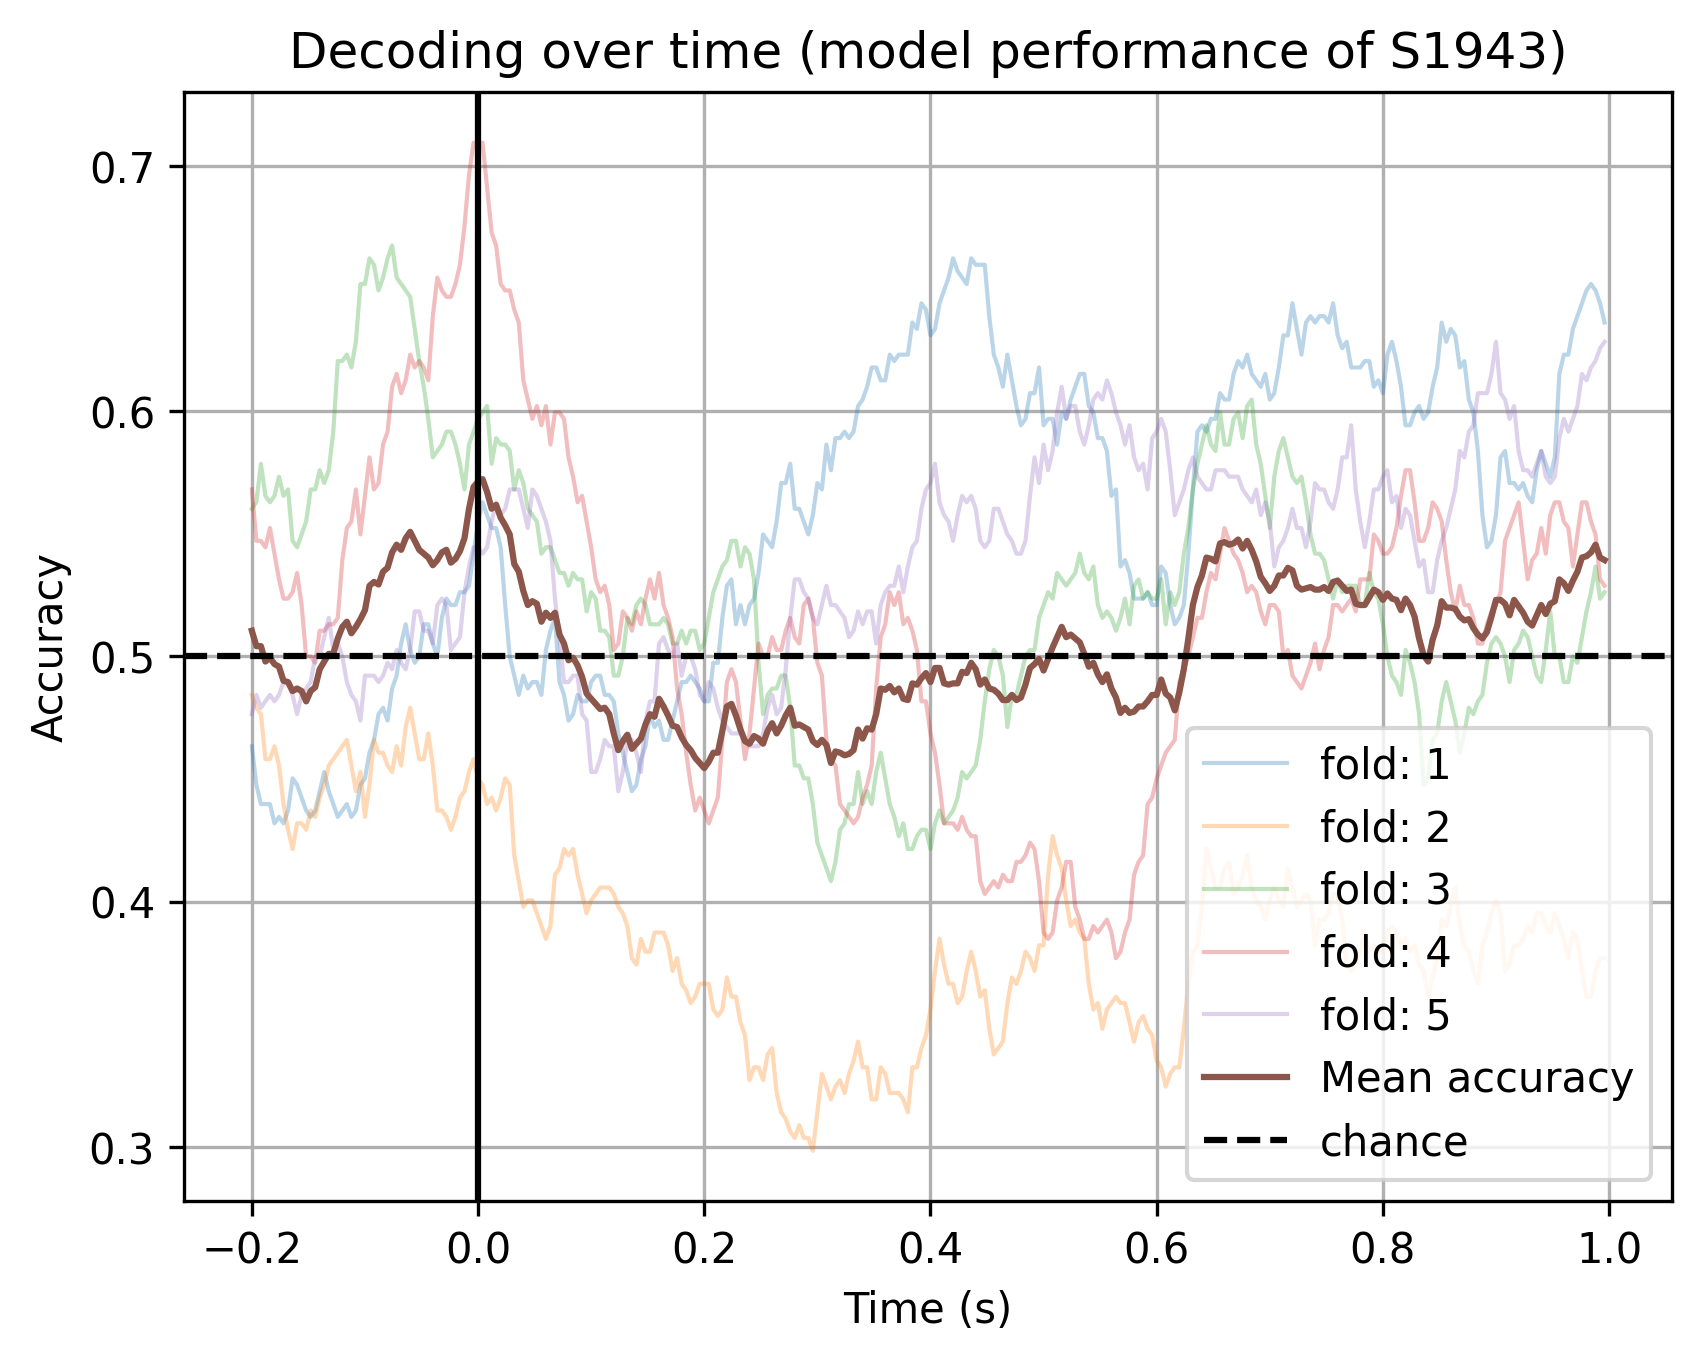 Decoding over time (model performance of S1943)
0.7
0.6
0.5
0.4
0.3
Accuracy
fold: 1
fold: 2
fold: 3
fold: 4
fold: 5
Mean accuracy
chance
−0.2 0.0 0.2 0.4 0.6 0.8 1.0
Time (s)